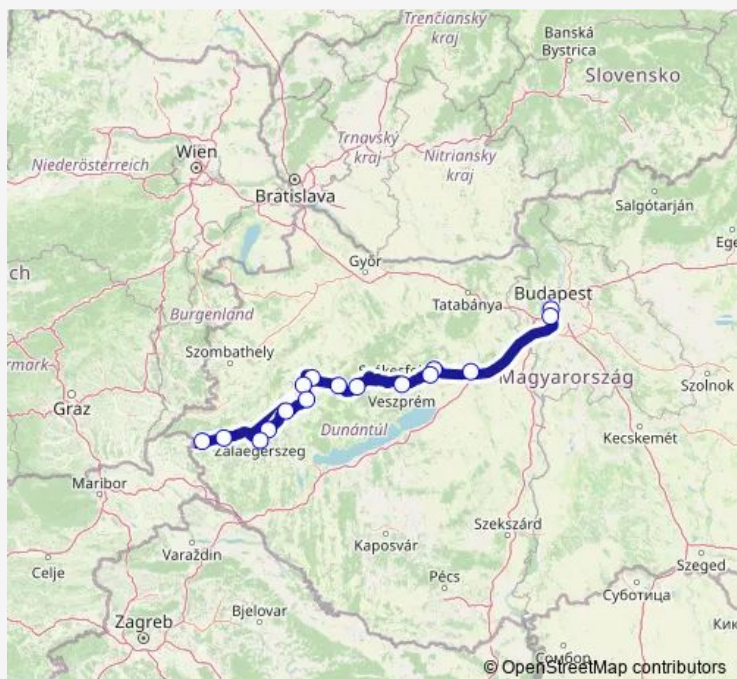 Trenčiansky
kraj
Banská
Bystrica
Slovensko
Niederösterreich
Wien
Trnavský
kraj
Nitriansky
kraj
Bratislava
Salgótarján
Ege
ch
Győr
Tatabánya
Budapest
Burgenland
Szombathely
rmark
Graz
Veszprém
Magyarország
Szolnok
Dunántúl
Zalaegerszeg
Kecskemét
Maribor
Szekszárd
Kaposvár
Varaždin
Celje
Pécs
Szeged
Суботица
Zagreb
Bjelovar
Сомбор
Ки
© OpenStreetMap contributors